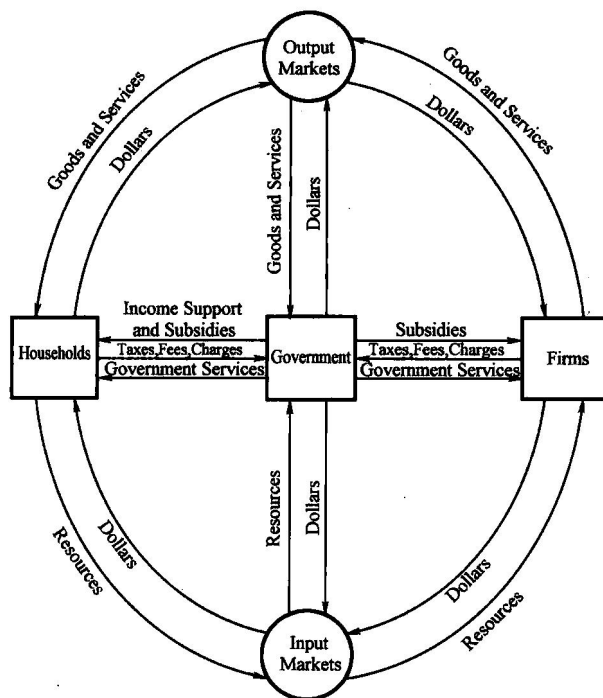 Output
Markets
Goods and Services
Dollars
Goods and Services
Dollars
Goods and Services
Dollars
Households
Income Support
and Subsidies
Taxes,Fees,Charges
Government Services
Government
Subsidies
Taxes,Fees,Charges
Government Services
Firms
Resources
Dollars
Resources
Dollars
Dollars
Resources
Input
Markets